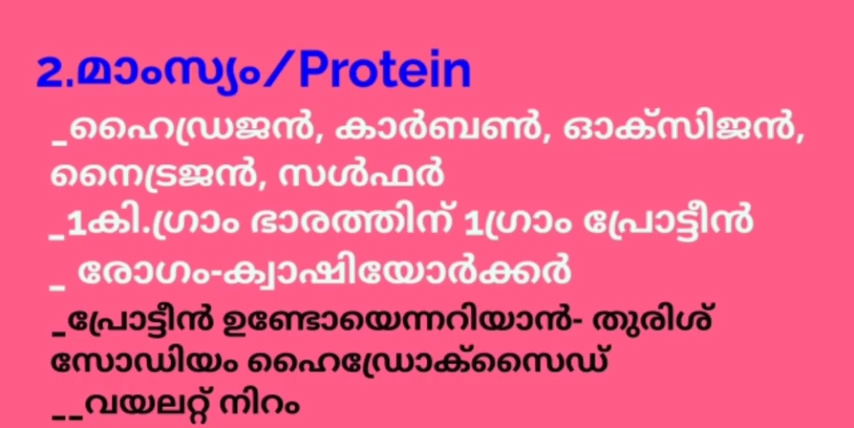 2.മാംസ്യം/Protein
_ഹൈഡ്രജൻ, കാർബൺ, ഓക്സിജൻ,
നൈട്രജൻ, സൾഫർ
_1കി.ഗ്രാം ഭാരത്തിന് 1ഗ്രാം പ്രോട്ടീൻ
_ രോഗം-ക്വാഷിയോർക്കർ
_പ്രോട്ടീൻ ഉണ്ടോയെന്നറിയാൻ- തുരിശ്
സോഡിയം ഹൈഡ്രോക്സൈഡ്
__വയലറ്റ് നിറം